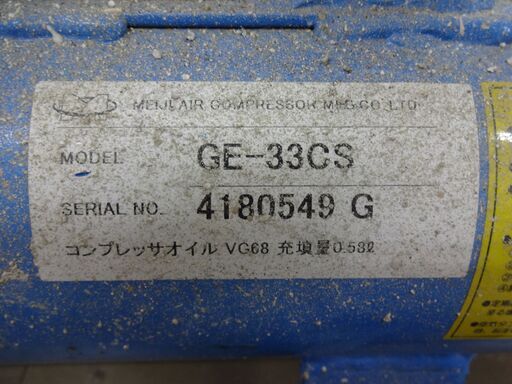 MEIJI AIR COMPRESSOR MFG.CO.,LTD
MODEL GE-33CS
SERIAL NO. 4180549 G
コンプレッサオイル VG68 充填量0.58ℓ